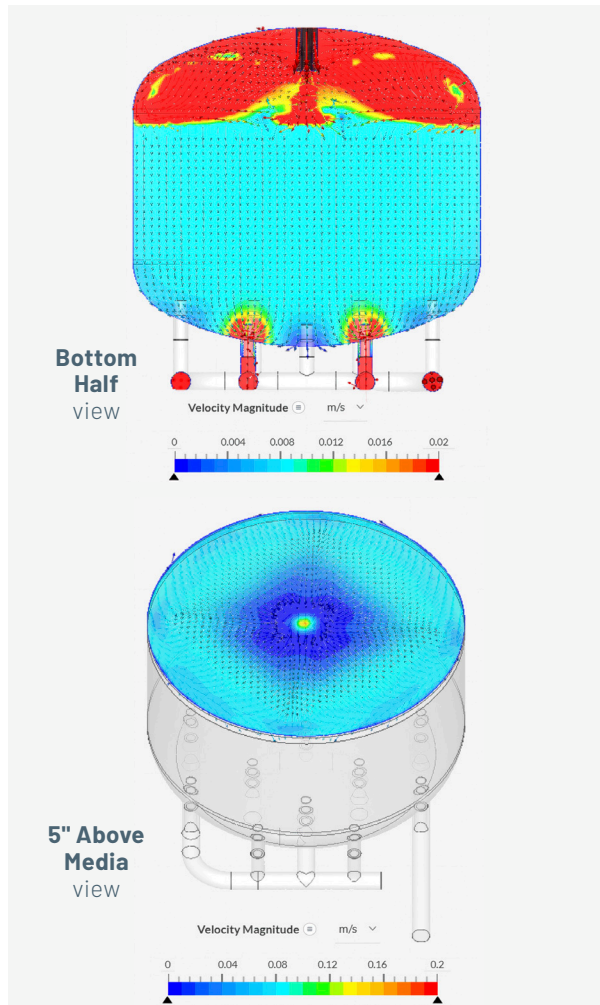 Bottom
Half
view
Velocity Magnitude m/s
0 0.004 0.008 0.012 0.016 0.02
5" Above
Media
view
Velocity Magnitude m/s
0 0.04 0.08 0.12 0.16 0.2